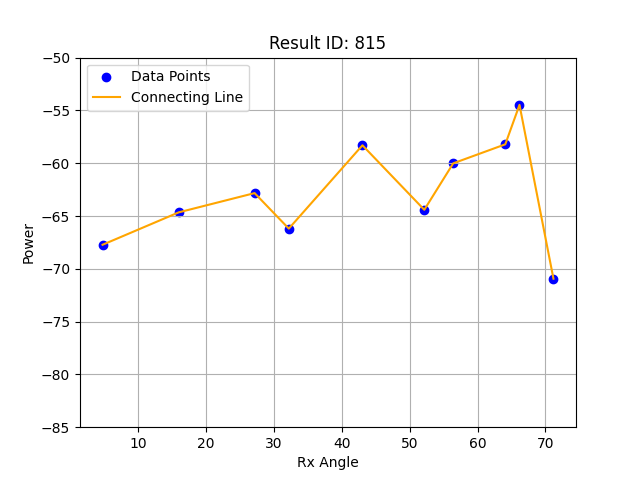 Result ID: 815
Data Points
Connecting Line
Power
−50
−55
−60
−65
−70
−75
−80
−85
10 20 30 40 50 60 70
Rx Angle